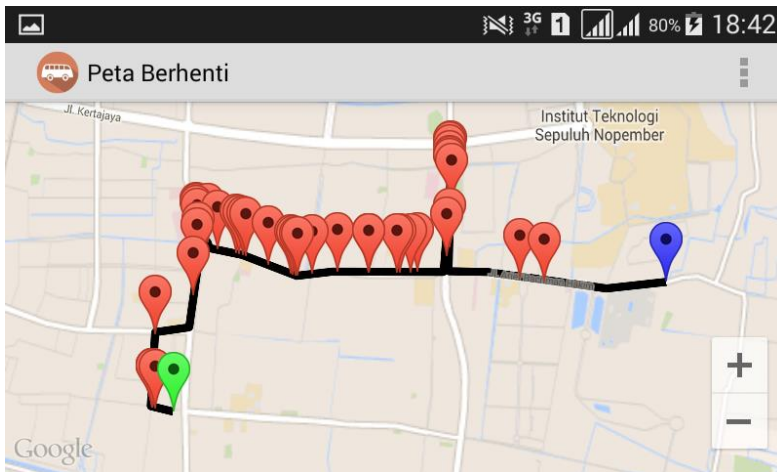 3G 1 80% 18:42
Peta Berhenti
Jl. Kertajaya
Institut Teknologi
Sepuluh Nopember
+
−
Google